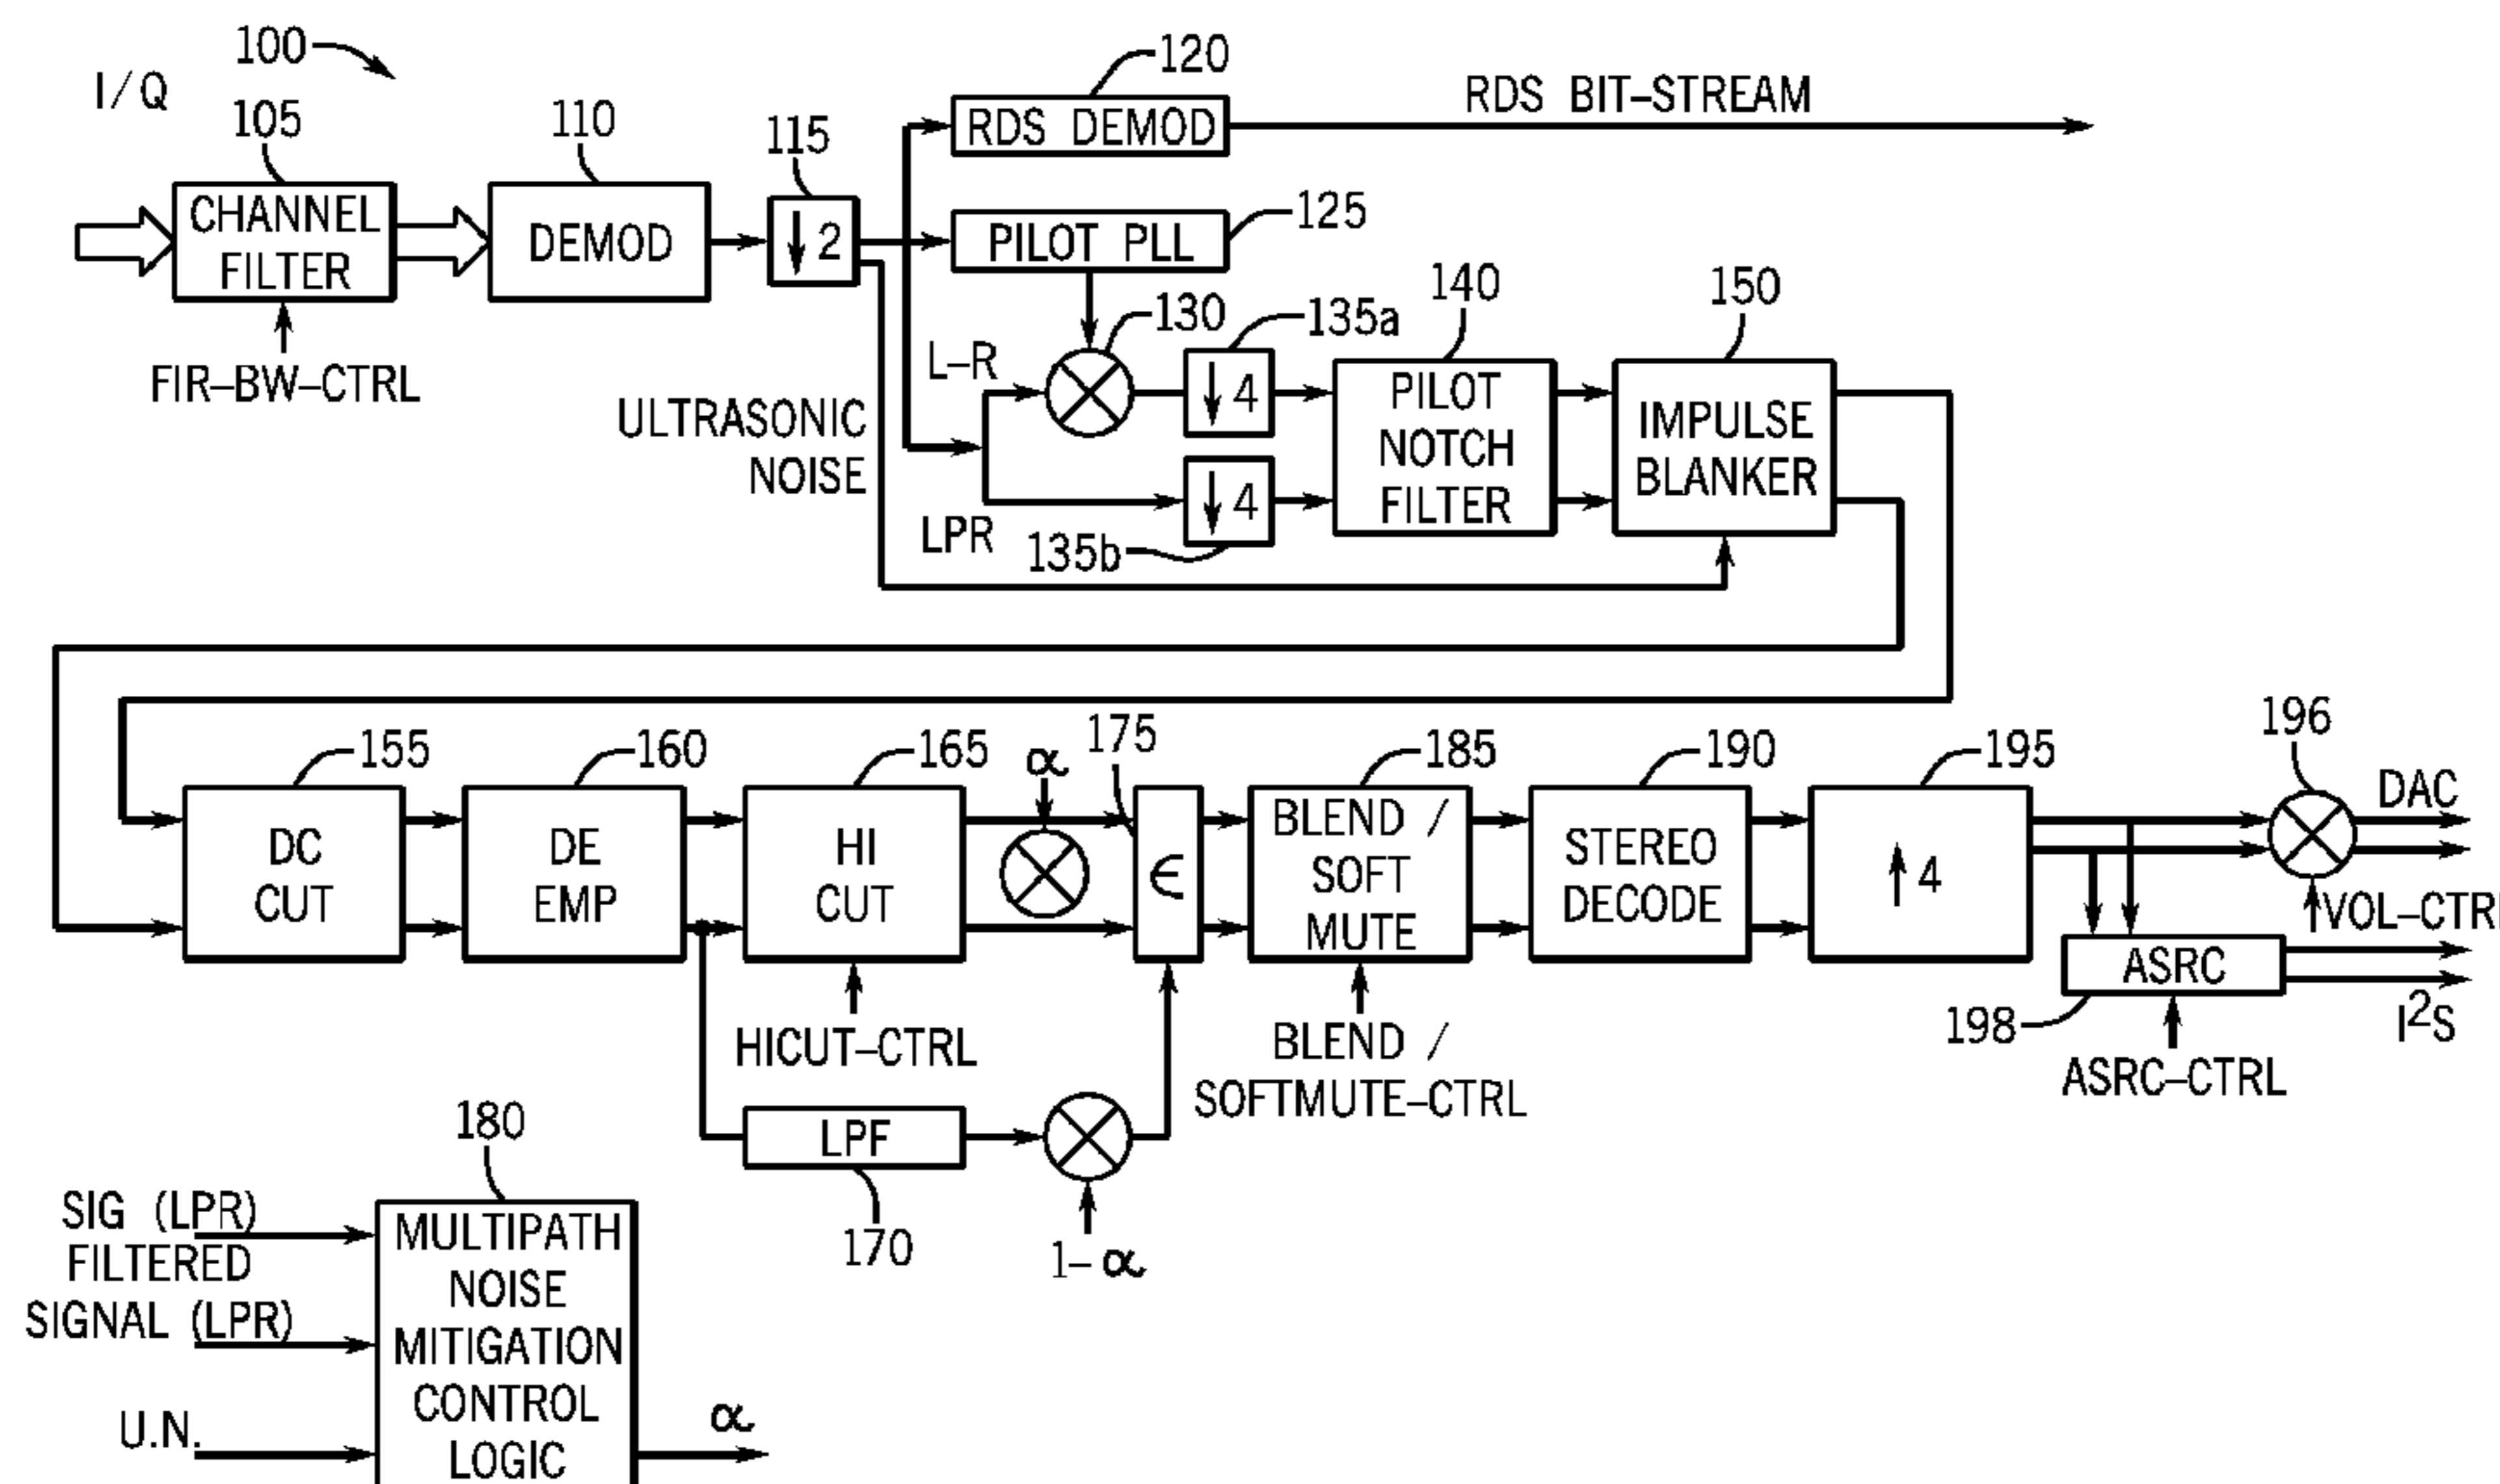 100
I/Q
105
110
115
120
RDS BIT–STREAM
RDS DEMOD
CHANNEL
FILTER
DEMOD
2
PILOT PLL
125
FIR–BW–CTRL
ULTRASONIC
NOISE
L–R
LPR
130
135a
4
135b
4
140
PILOT
NOTCH
FILTER
150
IMPULSE
BLANKER
155
DC
CUT
160
DE
EMP
165
HI
CUT
HICUT–CTRL
α
175
ϵ
185
BLEND /
SOFT
MUTE
BLEND /
SOFTMUTE–CTRL
190
STEREO
DECODE
195
4
196
DAC
VOL–CTRL
ASRC
198
I2S
ASRC–CTRL
LPF
170
1–α
180
SIG (LPR)
FILTERED
SIGNAL (LPR)
U.N.
MULTIPATH
NOISE
MITIGATION
CONTROL
LOGIC
α